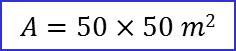 A = 50 × 50 m²